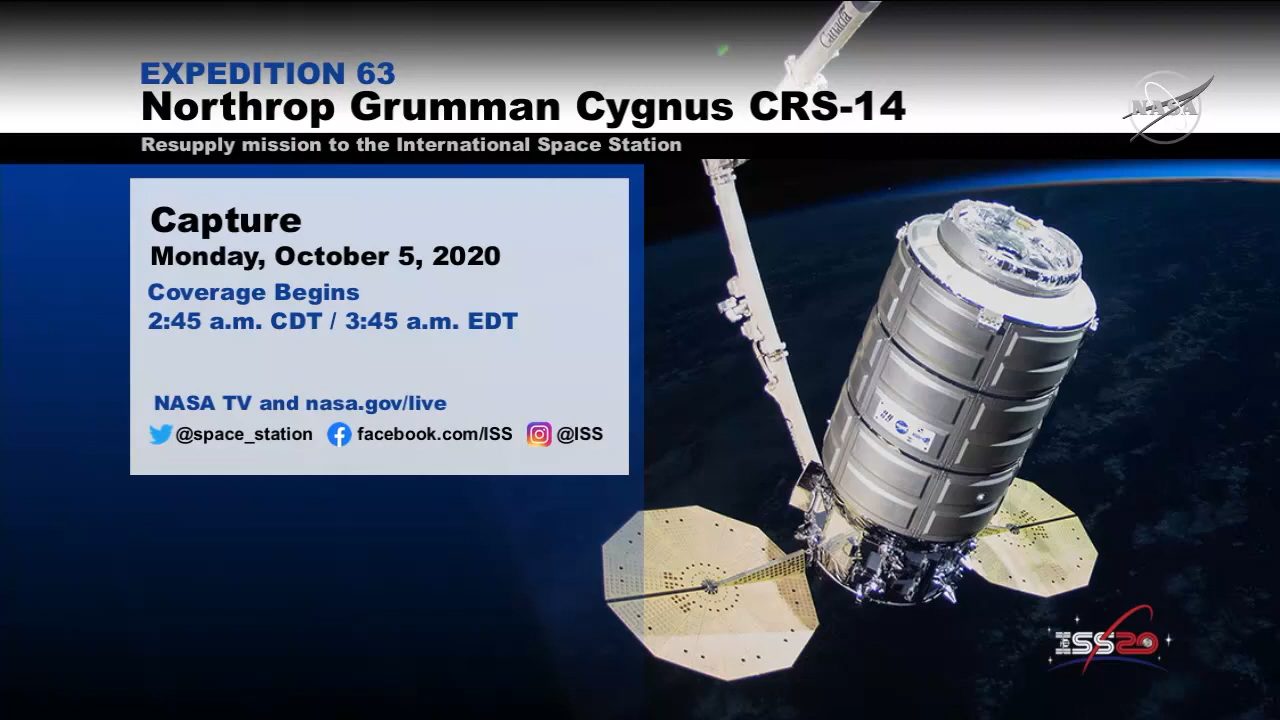 Canada
EXPEDITION 63
Northrop Grumman Cygnus CRS-14
NASA
Resupply mission to the International Space Station
Capture
Monday, October 5, 2020
Coverage Begins
2:45 a.m. CDT / 3:45 a.m. EDT
NASA TV and nasa.gov/live
@space_station facebook.com/ISS @ISS
ISS20